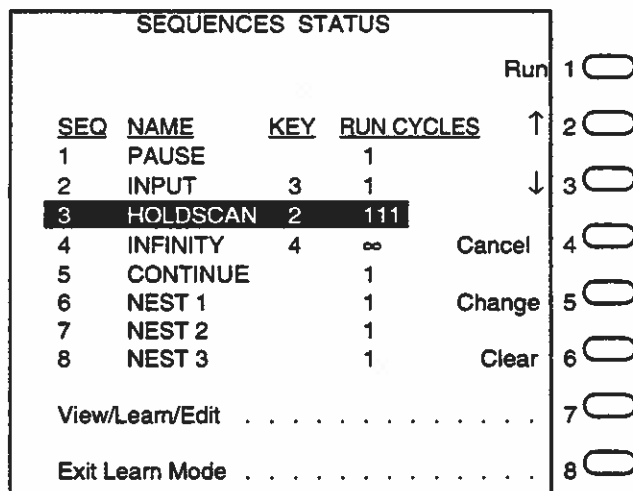 SEQUENCES STATUS
Run 1
SEQ NAME KEY RUN CYCLES ↑ 2
1 PAUSE 1
2 INPUT 3 1 ↓ 3
3 HOLDSCAN 2 111
4 INFINITY 4 ∞ Cancel 4
5 CONTINUE 1
6 NEST 1 1 Change 5
7 NEST 2 1
8 NEST 3 1 Clear 6
View/Learn/Edit . . . . . . . . . . . . . . 7
Exit Learn Mode . . . . . . . . . . . . . . 8